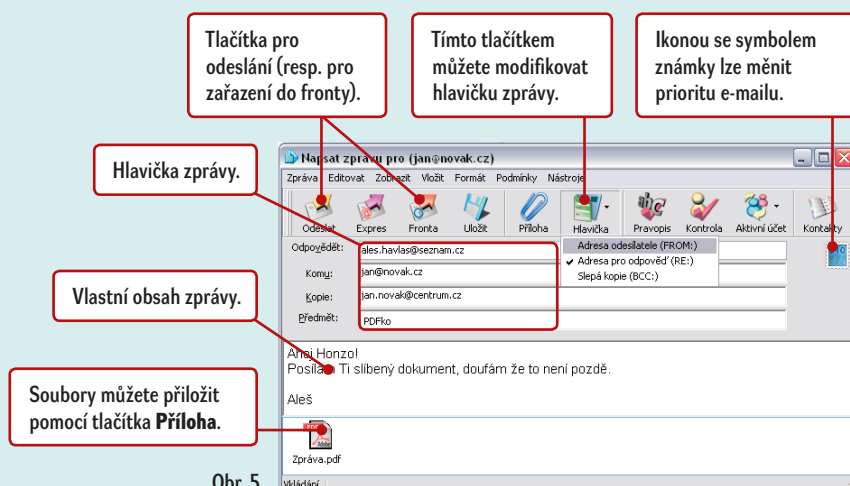 Tlačítka pro
odeslání (resp. pro
zařazení do fronty).
Tímto tlačítkem
můžete modifikovat
hlavičku zprávy.
Ikonou se symbolem
známky lze měnit
prioritu e-mailu.
Hlavička zprávy.
Vlastní obsah zprávy.
Soubory můžete přiložit
pomocí tlačítka Příloha.
Obr. 5
Napsat zprávu pro (jan@novak.cz)
Zpráva Editovat Zobrazit Vložit Formát Podmínky Nástroje
Odeslat Expres Fronta Uložit Příloha Hlavička Pravopis Kontrola Aktivní účet Kontakty
Odpovědět: ales.havlas@seznam.cz
Komu: jan@novak.cz
Kopie: jan.novak@centrum.cz
Předmět: PDFko
Adresa odesílatele (FROM:)
Adresa pro odpověď (RE:)
Slepá kopie (BCC:)
Ahoj Honzo!
Posílám Ti slíbený dokument, doufám že to není pozdě.
Aleš
Adobe
Zpráva.pdf
Vkládání